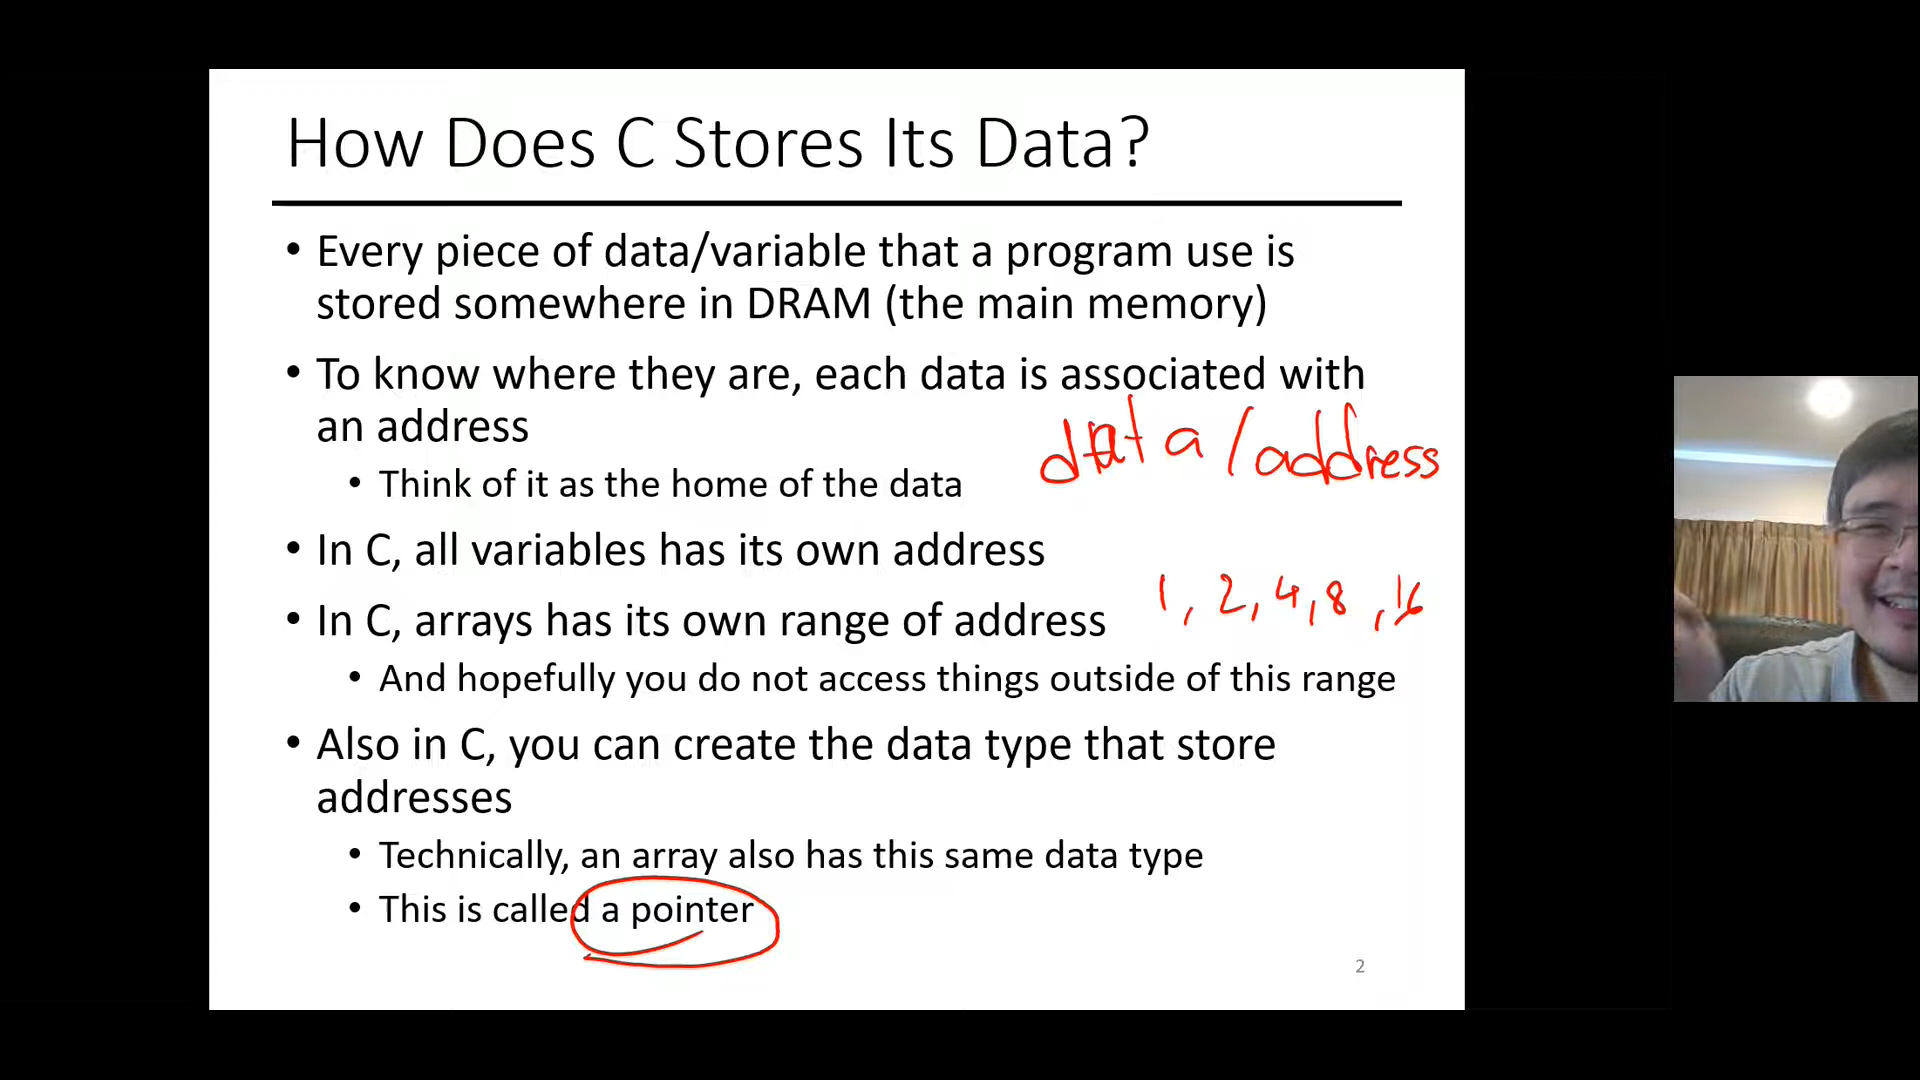 How Does C Stores Its Data?
• Every piece of data/variable that a program use is
stored somewhere in DRAM (the main memory)
• To know where they are, each data is associated with
an address
data / address
• Think of it as the home of the data
• In C, all variables has its own address
1, 2, 4, 8, 16
• In C, arrays has its own range of address
• And hopefully you do not access things outside of this range
• Also in C, you can create the data type that store
addresses
• Technically, an array also has this same data type
• This is called a pointer
2